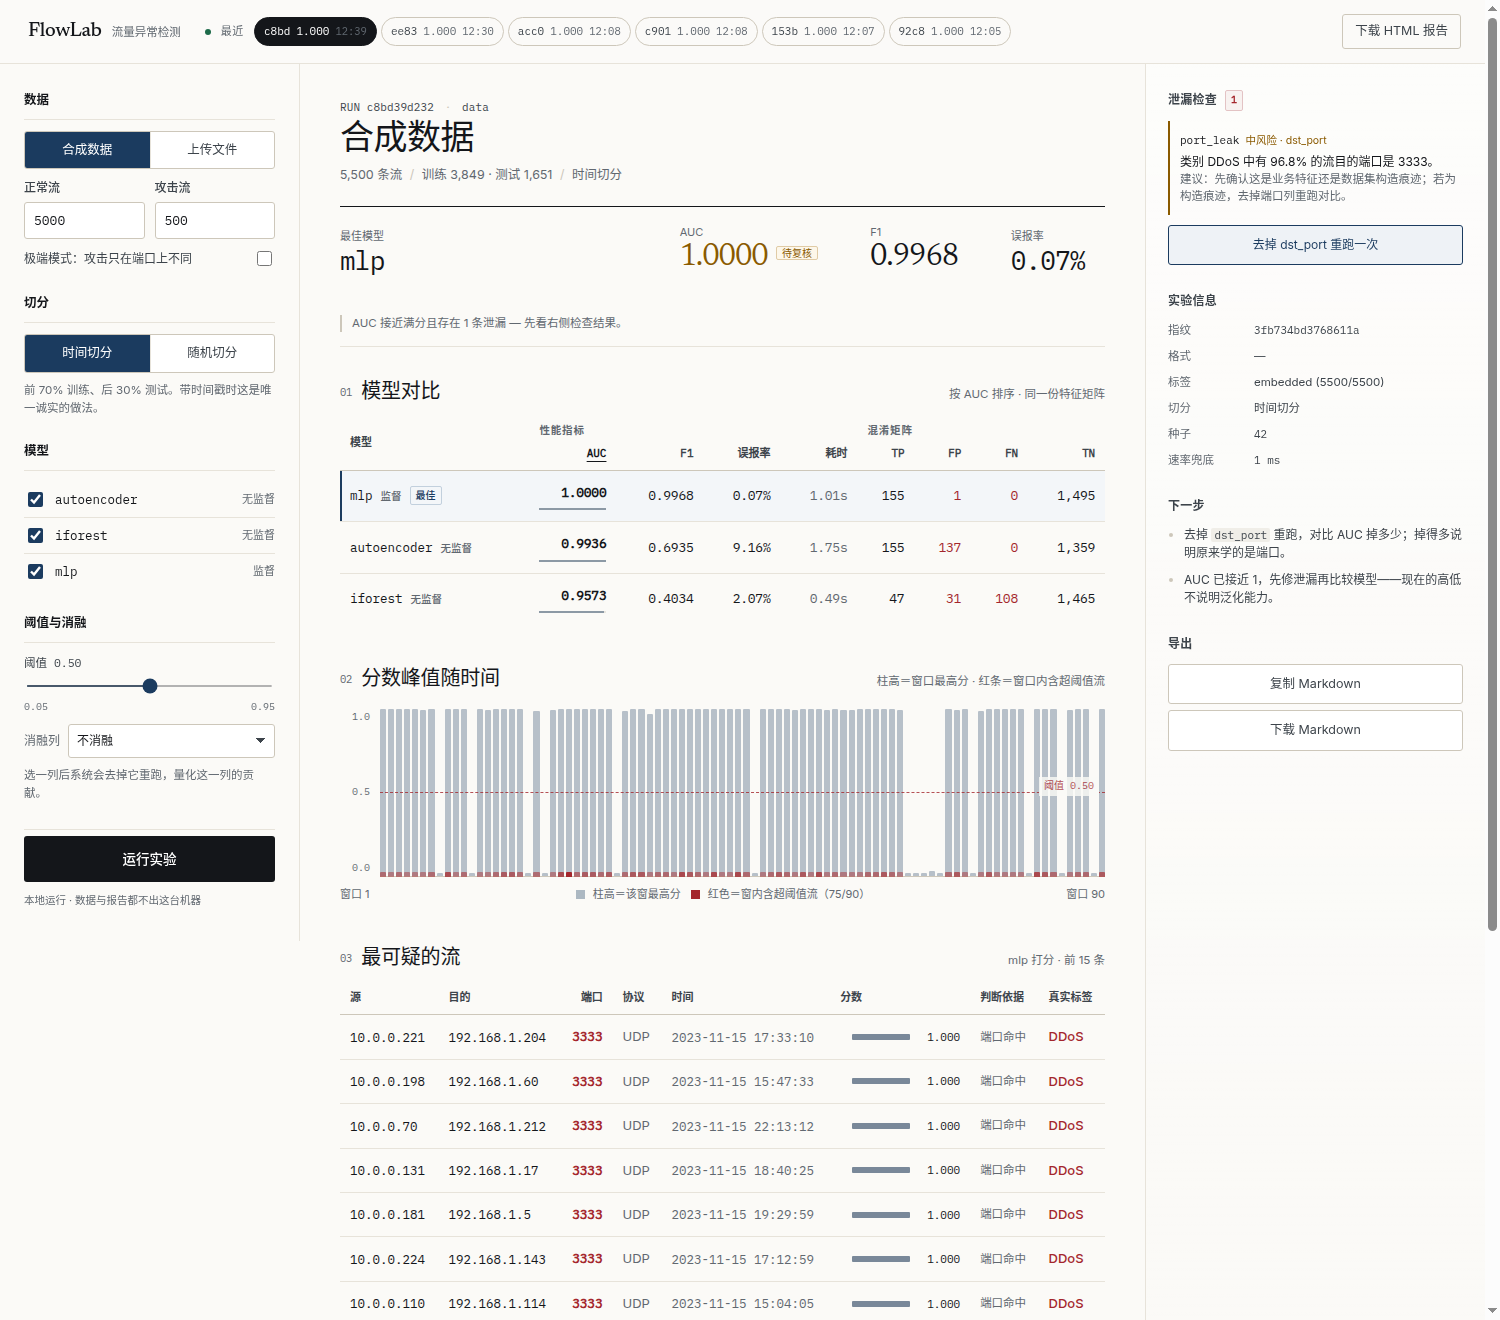 FlowLab 流量异常检测 最近 c8bd 1.000 12:39 ee83 1.000 12:30 acc0 1.000 12:08 c901 1.000 12:08 153b 1.000 12:07 92c8 1.000 12:05 下载 HTML 报告
数据
合成数据 上传文件
正常流 攻击流
5000 500
极端模式：攻击只在端口上不同
切分
时间切分 随机切分
前 70% 训练、后 30% 测试。带时间戳时这是唯
一诚实的做法。
模型
autoencoder 无监督
iforest 无监督
mlp 监督
阈值与消融
阈值 0.50
0.05 0.95
消融列 不消融
选一列后系统会去掉它重跑，量化这一列的贡
献。
运行实验
本地运行 · 数据与报告都不出这台机器
RUN c8bd39d232 · data
合成数据
5,500 条流 / 训练 3,849 · 测试 1,651 / 时间切分
最佳模型 AUC F1 误报率
mlp 1.0000 待复核 0.9968 0.07%
AUC 接近满分且存在 1 条泄漏 — 先看右侧检查结果。
01 模型对比 按 AUC 排序 · 同一份特征矩阵
模型 性能指标 混淆矩阵
AUC F1 误报率 耗时 TP FP FN TN
mlp 监督 最佳 1.0000 0.9968 0.07% 1.01s 155 1 0 1,495
autoencoder 无监督 0.9936 0.6935 9.16% 1.75s 155 137 0 1,359
iforest 无监督 0.9573 0.4034 2.07% 0.49s 47 31 108 1,465
02 分数峰值随时间 柱高＝窗口最高分 · 红条＝窗口内含超阈值流
1.0
阈值 0.50
0.5
0.0
窗口 1 柱高＝该窗最高分 红色＝窗内含超阈值流（75/90） 窗口 90
03 最可疑的流 mlp 打分 · 前 15 条
源 目的 端口 协议 时间 分数 判断依据 真实标签
10.0.0.221 192.168.1.204 3333 UDP 2023-11-15 17:33:10 1.000 端口命中 DDoS
10.0.0.198 192.168.1.60 3333 UDP 2023-11-15 15:47:33 1.000 端口命中 DDoS
10.0.0.70 192.168.1.212 3333 UDP 2023-11-15 22:13:12 1.000 端口命中 DDoS
10.0.0.131 192.168.1.17 3333 UDP 2023-11-15 18:40:25 1.000 端口命中 DDoS
10.0.0.181 192.168.1.5 3333 UDP 2023-11-15 19:29:59 1.000 端口命中 DDoS
10.0.0.224 192.168.1.143 3333 UDP 2023-11-15 17:12:59 1.000 端口命中 DDoS
10.0.0.110 192.168.1.114 3333 UDP 2023-11-15 15:04:05 1.000 端口命中 DDoS
泄漏检查 1
port_leak 中风险 · dst_port
类别 DDoS 中有 96.8% 的流目的端口是 3333。
建议：先确认这是业务特征还是数据集构造痕迹；若为
构造痕迹，去掉端口列重跑对比。
去掉 dst_port 重跑一次
实验信息
指纹 3fb734bd3768611a
格式 —
标签 embedded (5500/5500)
切分 时间切分
种子 42
速率兜底 1 ms
下一步
去掉 dst_port 重跑，对比 AUC 掉多少；掉得多说
明原来学的是端口。
AUC 已接近 1，先修泄漏再比较模型——现在的高低
不说明泛化能力。
导出
复制 Markdown
下载 Markdown